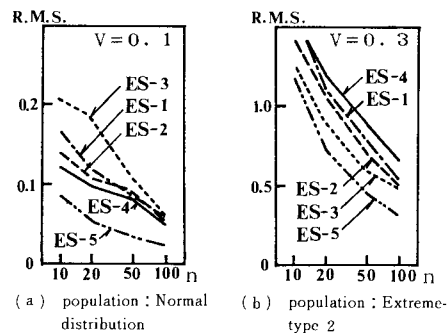 R.M.S.
V=0.1
0.2
0.1
0
ES-3
ES-1
ES-2
ES-4
ES-5
10 20 50 100 n
(a) population : Normal
distribution
R.M.S.
V=0.3
1.0
0.5
0
ES-4
ES-1
ES-2
ES-3
ES-5
10 20 50 100 n
(b) population : Extreme-
type 2